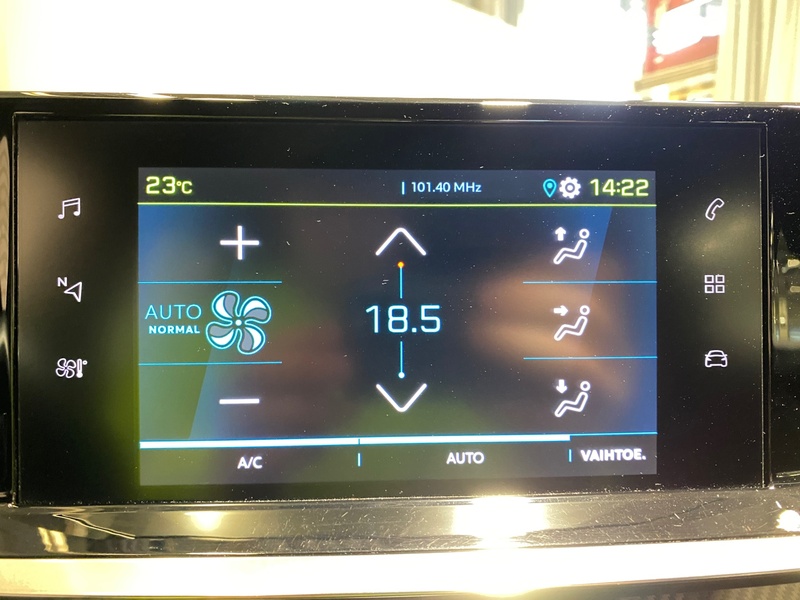 23°C | 101.40 MHz 14:22
N
AUTO
NORMAL
18.5
A/C | AUTO | VAIHTOE.